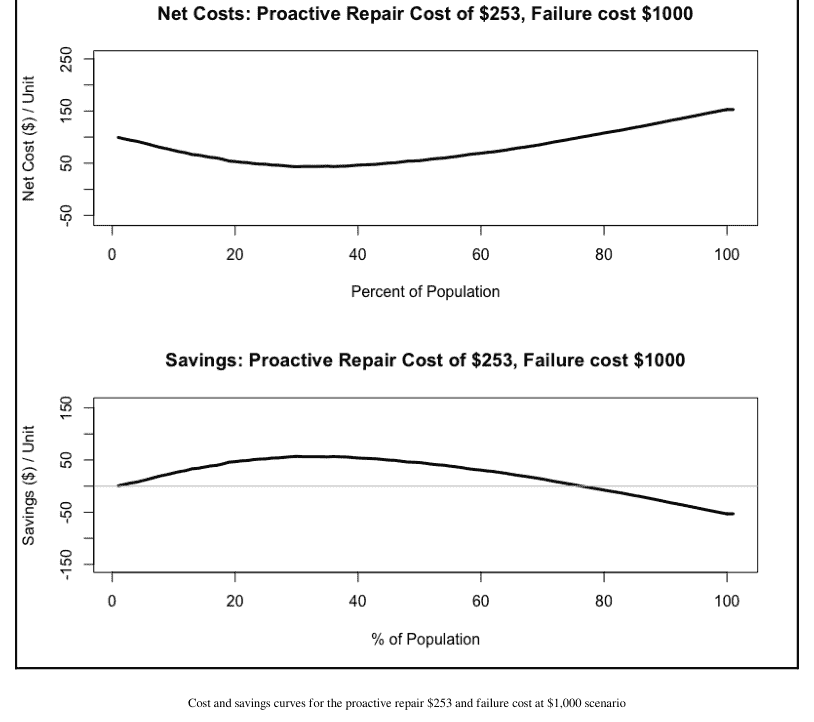 Net Costs: Proactive Repair Cost of $253, Failure cost $1000
Net Cost ($) / Unit
250
150
50
-50
0 20 40 60 80 100
Percent of Population
Savings: Proactive Repair Cost of $253, Failure cost $1000
Savings ($) / Unit
150
50
-50
-150
0 20 40 60 80 100
% of Population
Cost and savings curves for the proactive repair $253 and failure cost at $1,000 scenario